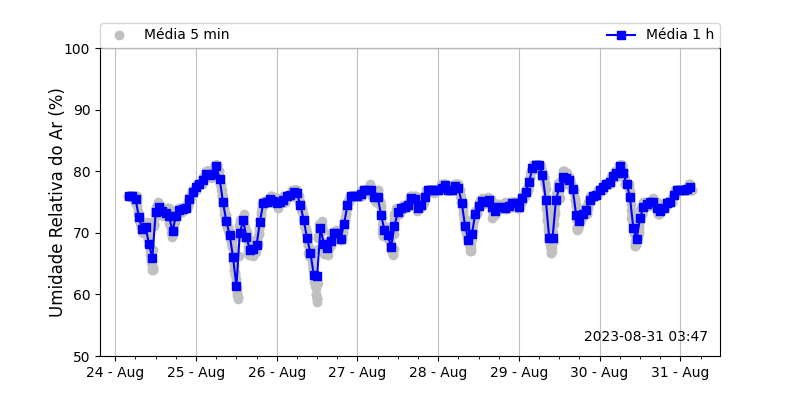 Média 5 min Média 1 h
100
90
80
70
60
50
Umidade Relativa do Ar (%)
2023-08-31 03:47
24 - Aug 25 - Aug 26 - Aug 27 - Aug 28 - Aug 29 - Aug 30 - Aug 31 - Aug